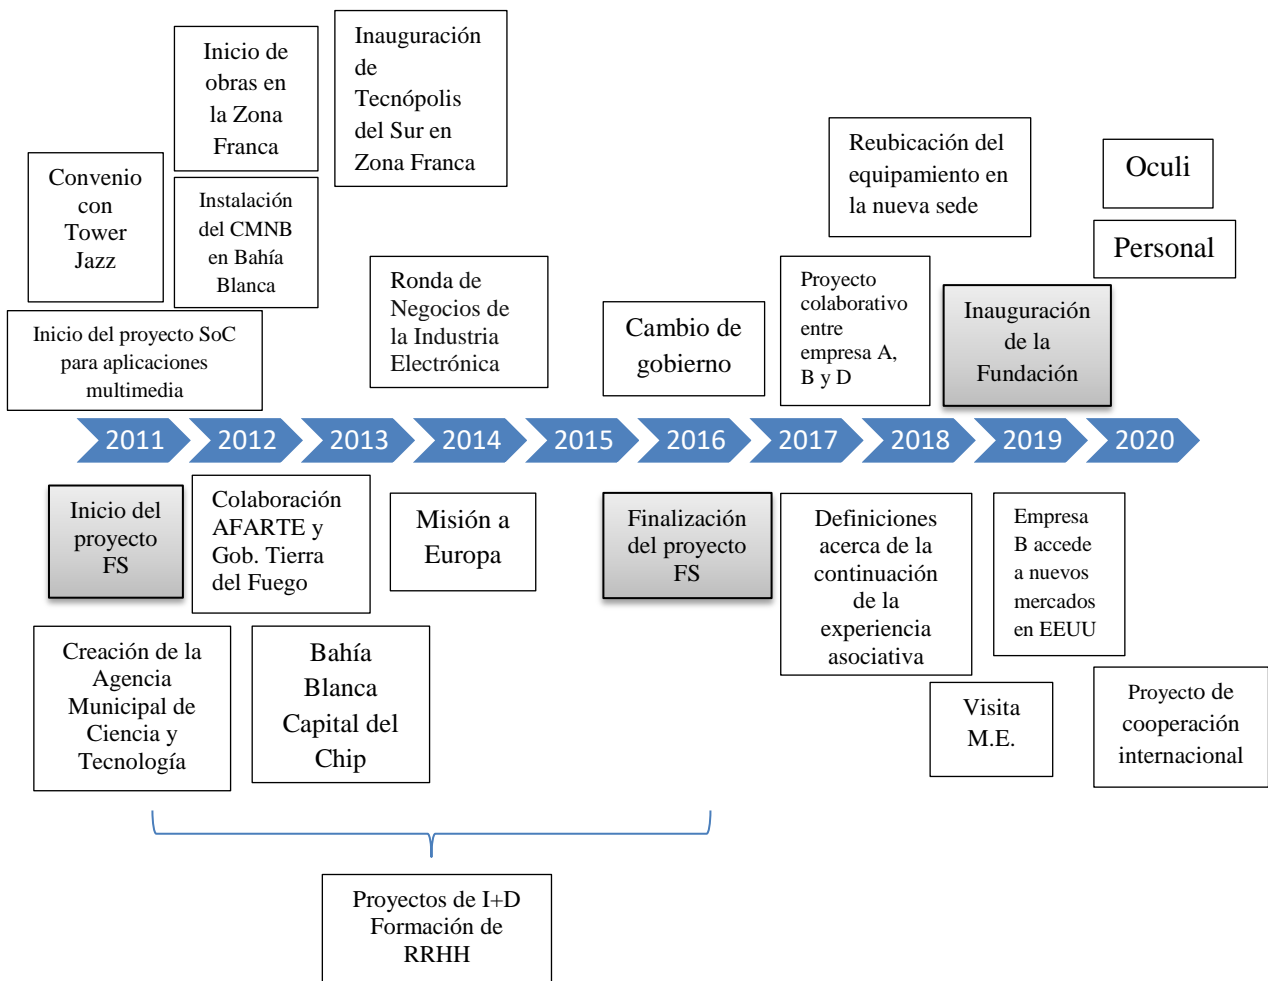 Inicio de
obras en
la Zona
Franca
Inauguración
de
Tecnópolis
del Sur en
Zona Franca
Convenio
con
Tower
Jazz
Instalación
del CMNB
en Bahía
Blanca
Reubicación del
equipamiento en
la nueva sede
Oculi
Personal
Inicio del proyecto SoC
para aplicaciones
multimedia
Ronda de
Negocios de
la Industria
Electrónica
Cambio de
gobierno
Proyecto
colaborativo
entre
empresa A,
B y D
Inauguración
de la
Fundación
2011
2012
2013
2014
2015
2016
2017
2018
2019
2020
Inicio del
proyecto
FS
Colaboración
AFARTE y
Gob. Tierra
del Fuego
Misión a
Europa
Finalización
del proyecto
FS
Definiciones
acerca de la
continuación
de la
experiencia
asociativa
Empresa
B accede
a nuevos
mercados
en EEUU
Creación de la
Agencia
Municipal de
Ciencia y
Tecnología
Bahía
Blanca
Capital del
Chip
Visita
M.E.
Proyecto de
cooperación
internacional
Proyectos de I+D
Formación de
RRHH